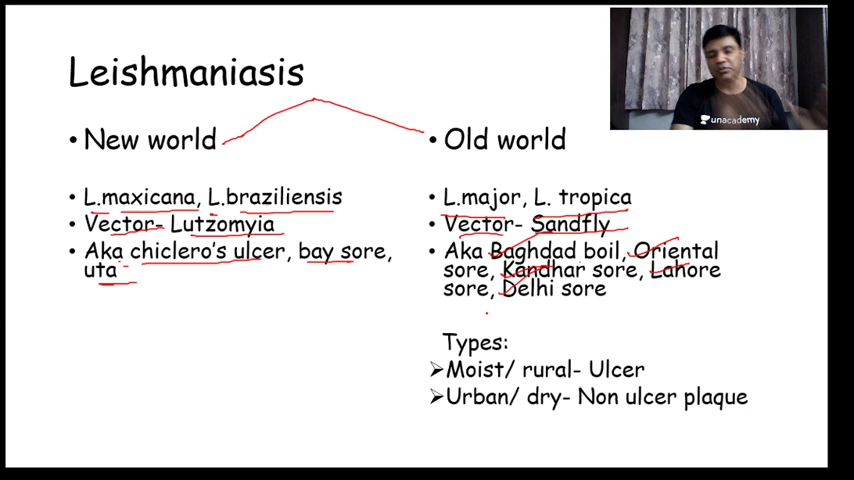 Leishmaniasis
• New world
• L.maxicana, L.braziliensis
• Vector- Lutzomyia
• Aka chiclero's ulcer, bay sore,
uta
• Old world
• L.major, L. tropica
• Vector- Sandfly
• Aka Baghdad boil, Oriental
sore, Kandhar sore, Lahore
sore, Delhi sore
Types:
➢Moist/ rural- Ulcer
➢Urban/ dry- Non ulcer plaque
unacademy